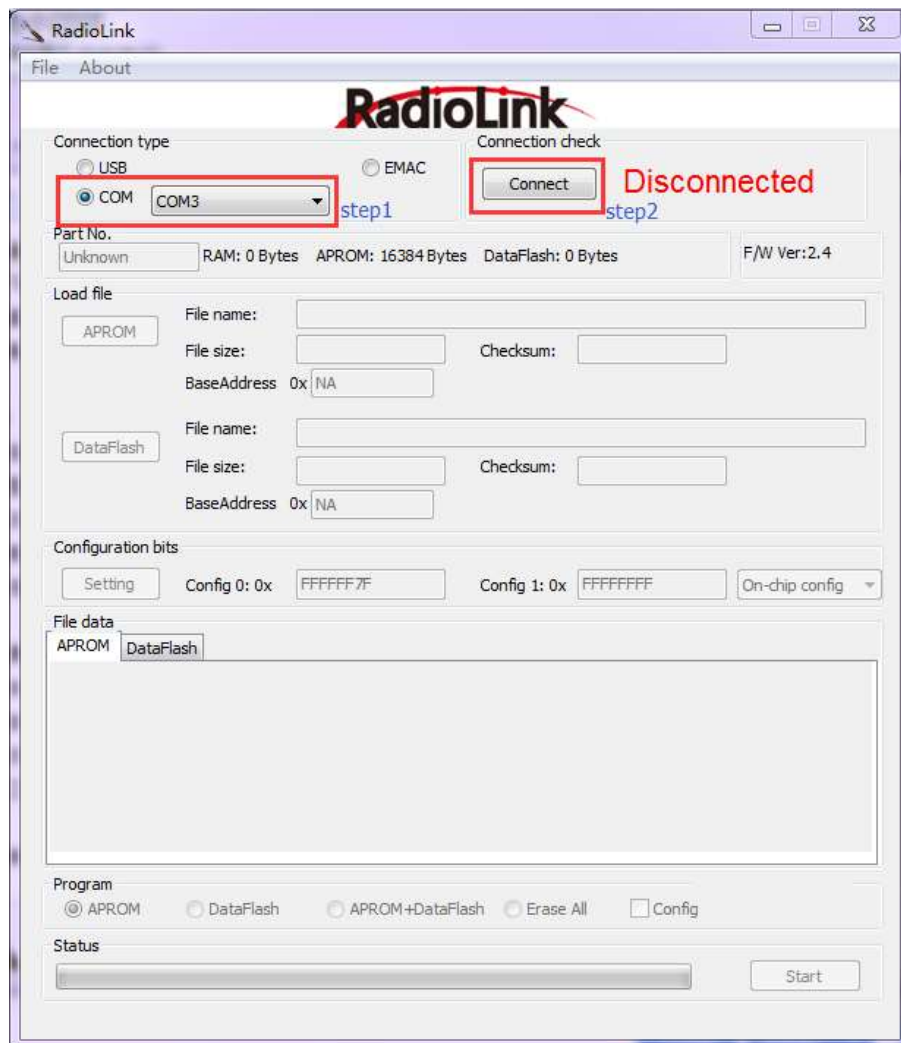 RadioLink
File About
RadioLink
Connection type
Connection check
USB
EMAC
COM
COM3
step1
Connect
Disconnected
step2
Part No.
Unknown
RAM: 0 Bytes APROM: 16384 Bytes DataFlash: 0 Bytes
F/W Ver:2.4
Load file
APROM
File name:
File size:
Checksum:
BaseAddress 0x NA
DataFlash
File name:
File size:
Checksum:
BaseAddress 0x NA
Configuration bits
Setting
Config 0: 0x FFFFFF7F
Config 1: 0x FFFFFFFF
On-chip config
File data
APROM DataFlash
Program
APROM DataFlash APROM+DataFlash Erase All Config
Status
Start